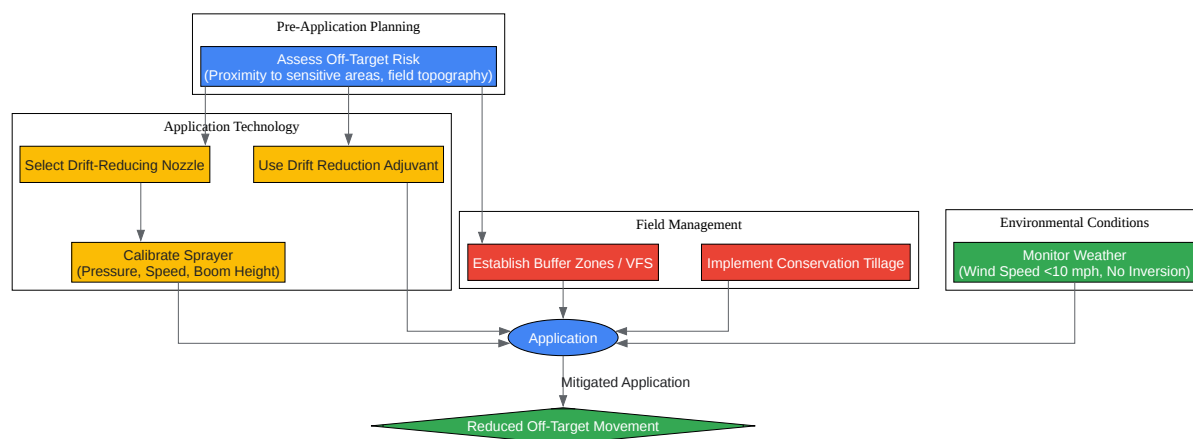 Pre-Application Planning
Assess Off-Target Risk
(Proximity to sensitive areas, field topography)
Application Technology
Select Drift-Reducing Nozzle
Use Drift Reduction Adjuvant
Calibrate Sprayer
(Pressure, Speed, Boom Height)
Field Management
Establish Buffer Zones / VFS
Implement Conservation Tillage
Environmental Conditions
Monitor Weather
(Wind Speed <10 mph, No Inversion)
Application
Mitigated Application
Reduced Off-Target Movement